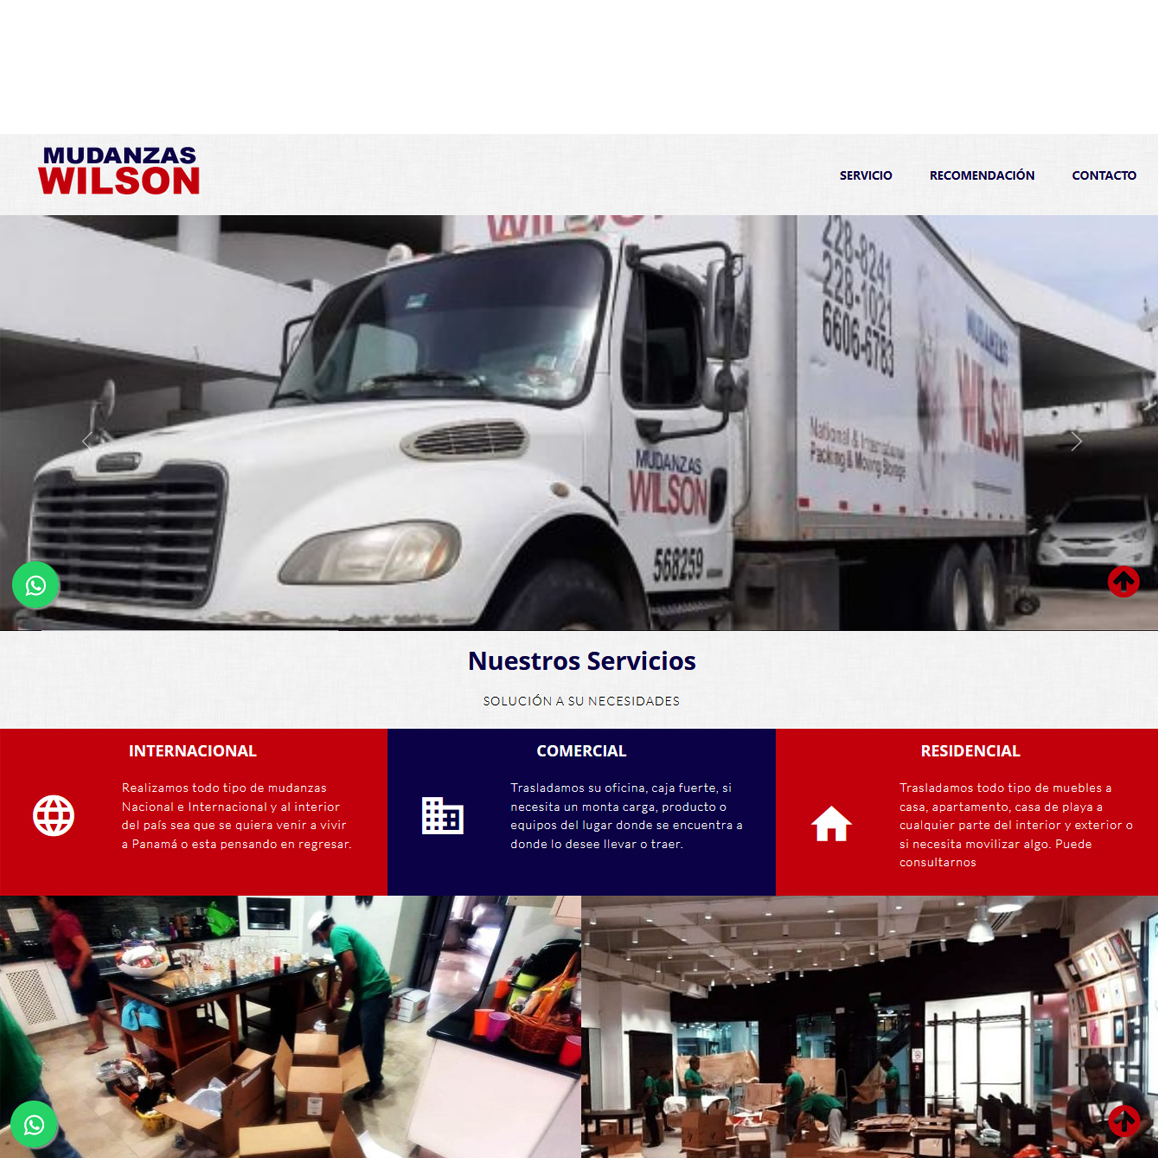 MUDANZAS
WILSON
SERVICIO RECOMENDACIÓN CONTACTO
228-8241
228-1021
6606-6783
MUDANZAS
WILSON
National & International
Packing & Moving Storage
MUDANZAS
WILSON
568259
Nuestros Servicios
SOLUCIÓN A SU NECESIDADES
INTERNACIONAL
Realizamos todo tipo de mudanzas
Nacional e Internacional y al interior
del país sea que se quiera venir a vivir
a Panamá o esta pensando en regresar.
COMERCIAL
Trasladamos su oficina, caja fuerte, si
necesita un monta carga, producto o
equipos del lugar donde se encuentra a
donde lo desee llevar o traer.
RESIDENCIAL
Trasladamos todo tipo de muebles a
casa, apartamento, casa de playa a
cualquier parte del interior y exterior o
si necesita movilizar algo. Puede
consultarnos